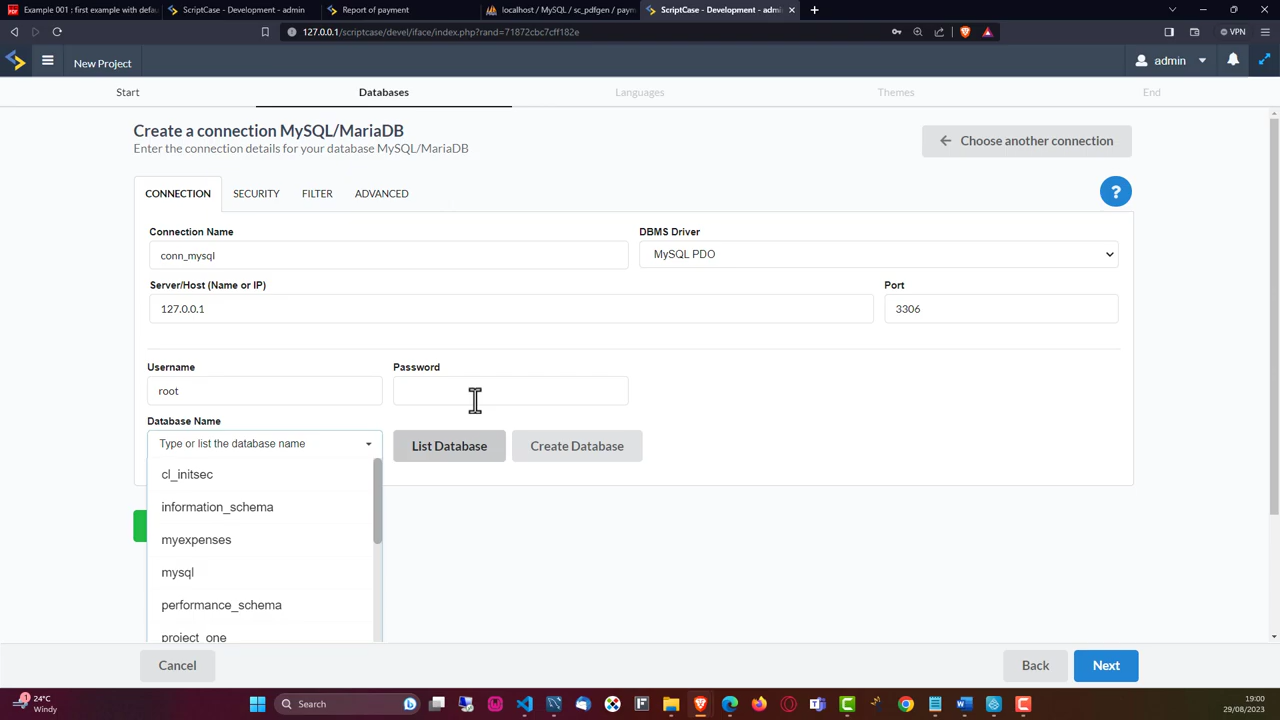 Example 001 : first example with defau
ScriptCase - Development - admin
Report of payment
localhost / MySQL / sc_pdfgen / paym
ScriptCase - Development - admi
127.0.0.1/scriptcase/devel/iface/index.php?rand=71872cbc7cff182e
VPN
New Project
admin
Start
Databases
Languages
Themes
End
Create a connection MySQL/MariaDB
Enter the connection details for your database MySQL/MariaDB
Choose another connection
CONNECTION
SECURITY
FILTER
ADVANCED
?
Connection Name
DBMS Driver
conn_mysql
MySQL PDO
Server/Host (Name or IP)
Port
127.0.0.1
3306
Username
Password
root
Database Name
Type or list the database name
List Database
Create Database
cl_initsec
information_schema
myexpenses
mysql
performance_schema
project_one
Cancel
Back
Next
1
24°C
Windy
Search
19:00
29/08/2023